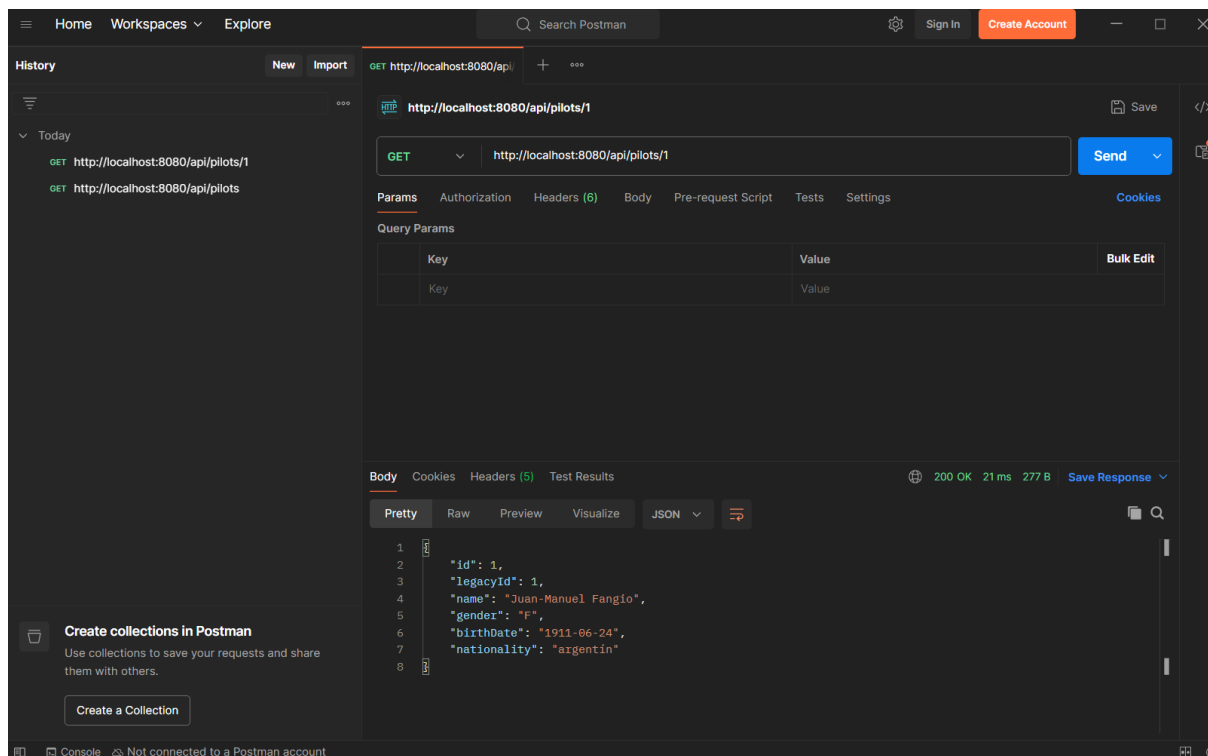 Home Workspaces Explore Search Postman Sign In Create Account
History New Import GET http://localhost:8080/api/
http://localhost:8080/api/pilots/1 Save
Today
GET http://localhost:8080/api/pilots/1
GET http://localhost:8080/api/pilots
GET http://localhost:8080/api/pilots/1 Send
Params Authorization Headers (6) Body Pre-request Script Tests Settings Cookies
Query Params
Key Value Bulk Edit
Key Value
Body Cookies Headers (5) Test Results 200 OK 21 ms 277 B Save Response
Pretty Raw Preview Visualize JSON
1 {
2 "id": 1,
3 "legacyId": 1,
4 "name": "Juan-Manuel Fangio",
5 "gender": "F",
6 "birthDate": "1911-06-24",
7 "nationality": "argentin"
8 }
Create collections in Postman
Use collections to save your requests and share
them with others.
Create a Collection
Console Not connected to a Postman account